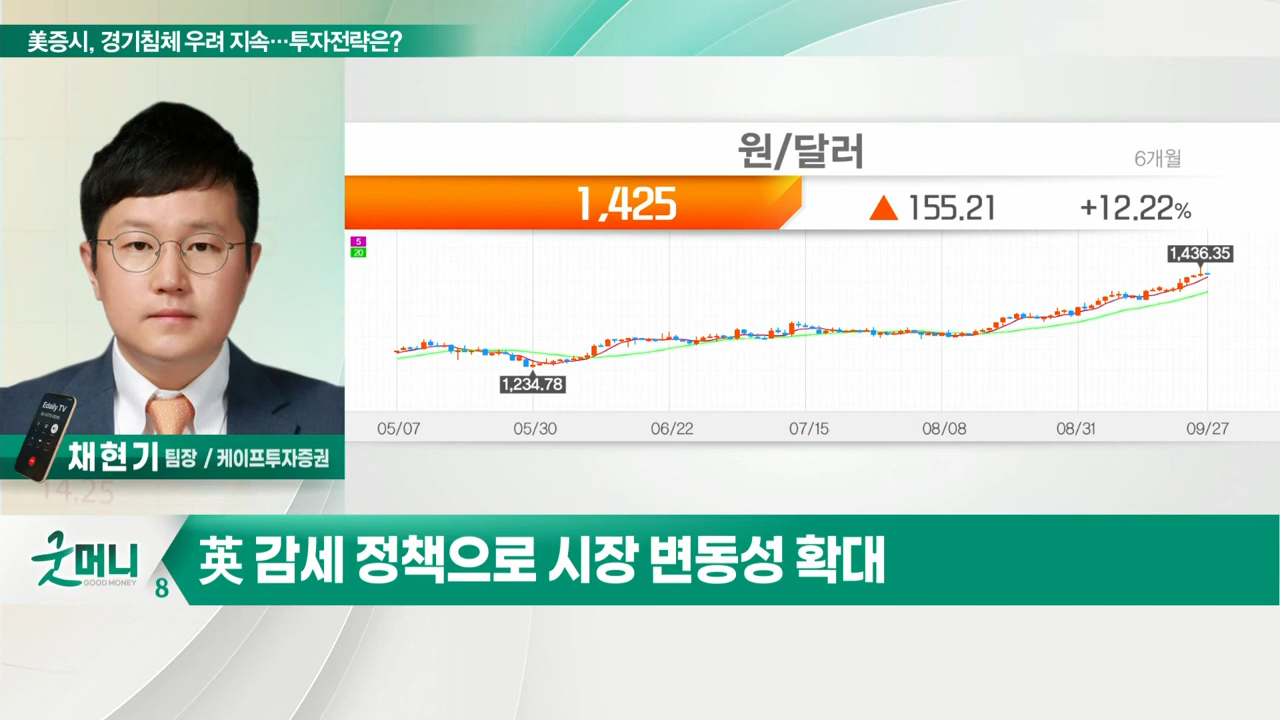 美증시, 경기침체 우려 지속…투자전략은?
원/달러
6개월
1,425
▲ 155.21
+12.22%
5
20
1,436.35
1,234.78
05/07 05/30 06/22 07/15 08/08 08/31 09/27
Edaily TV
채현기 팀장 / 케이프투자증권
14.25
굿머니
GOOD MONEY
8
英 감세 정책으로 시장 변동성 확대